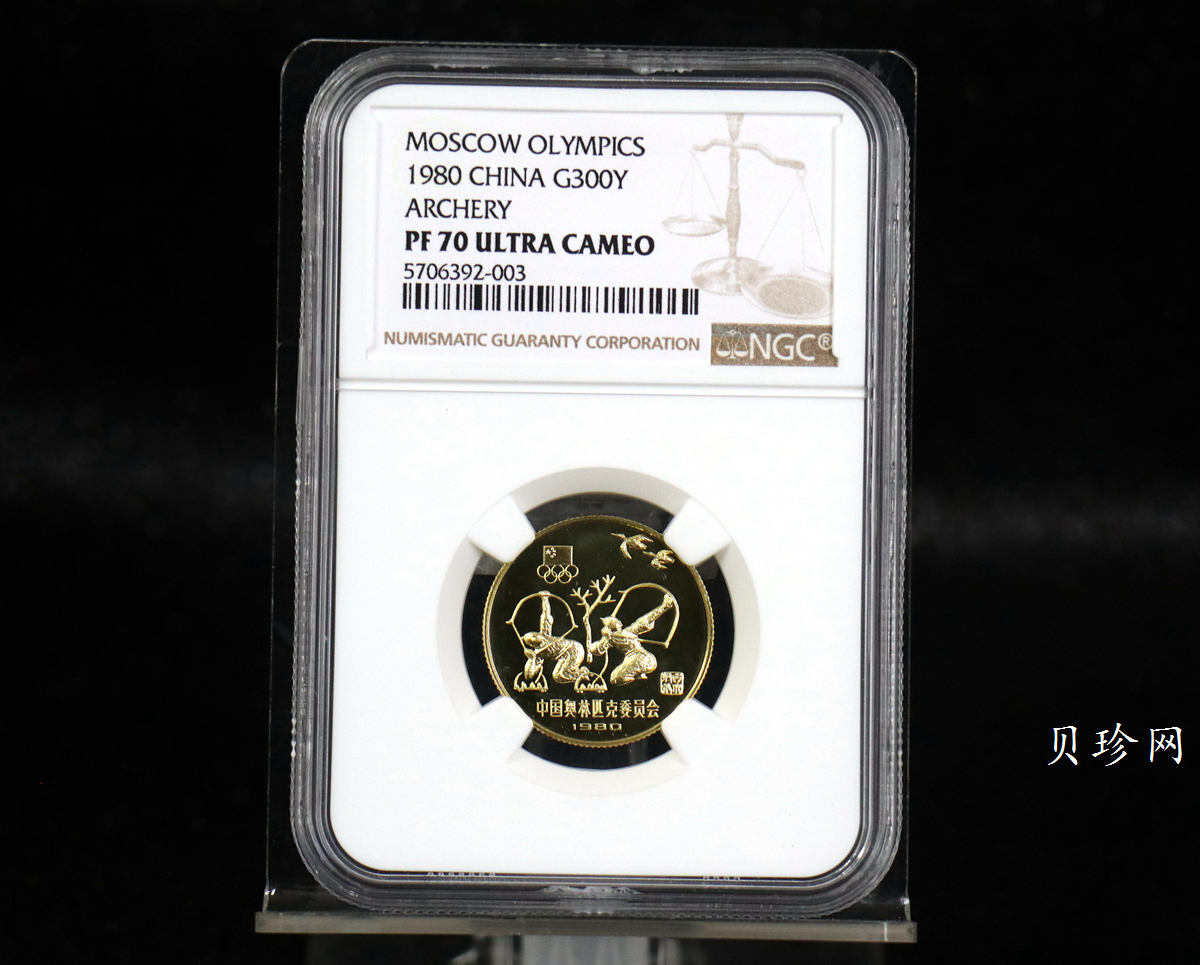 MOSCOW OLYMPICS
1980 CHINA G300Y
ARCHERY
PF 70 ULTRA CAMEO
5706392-003
NUMISMATIC GUARANTY CORPORATION
NGC®
中国奥林匹克委员会
1980
贝珍网